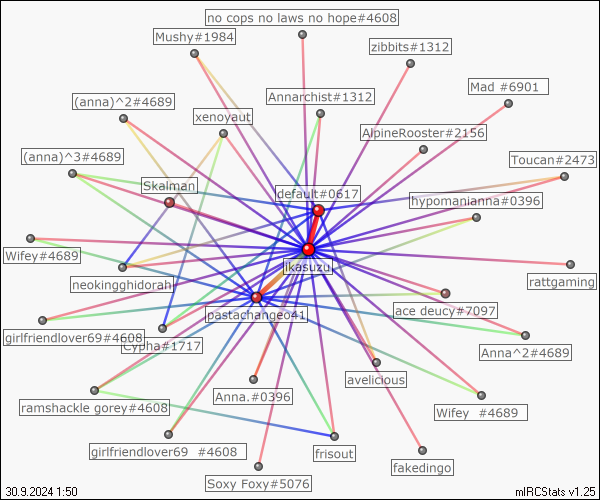 no cops no laws no hope#4608
Mushy#1984
zibbits#1312
Mad #6901
(anna)^2#4689
Annarchist#1312
xenoyaut
AlpineRooster#2156
(anna)^3#4689
Toucan#2473
Skalman
default#0617
hypomanianna#0396
Wifey#4689
ikasuzu
rattgaming
neokingghidorah
pastachange041
ace deucy#7097
girlfriendlover69#4608
Cypha#1717
Anna^2#4689
avelicious
Anna.#0396
ramshackle gorey#4608
Wifey  #4689
girlfriendlover69  #4608
frisout
fakedingo
Soxy Foxy#5076
30.9.2024 1:50
mIRCStats v1.25